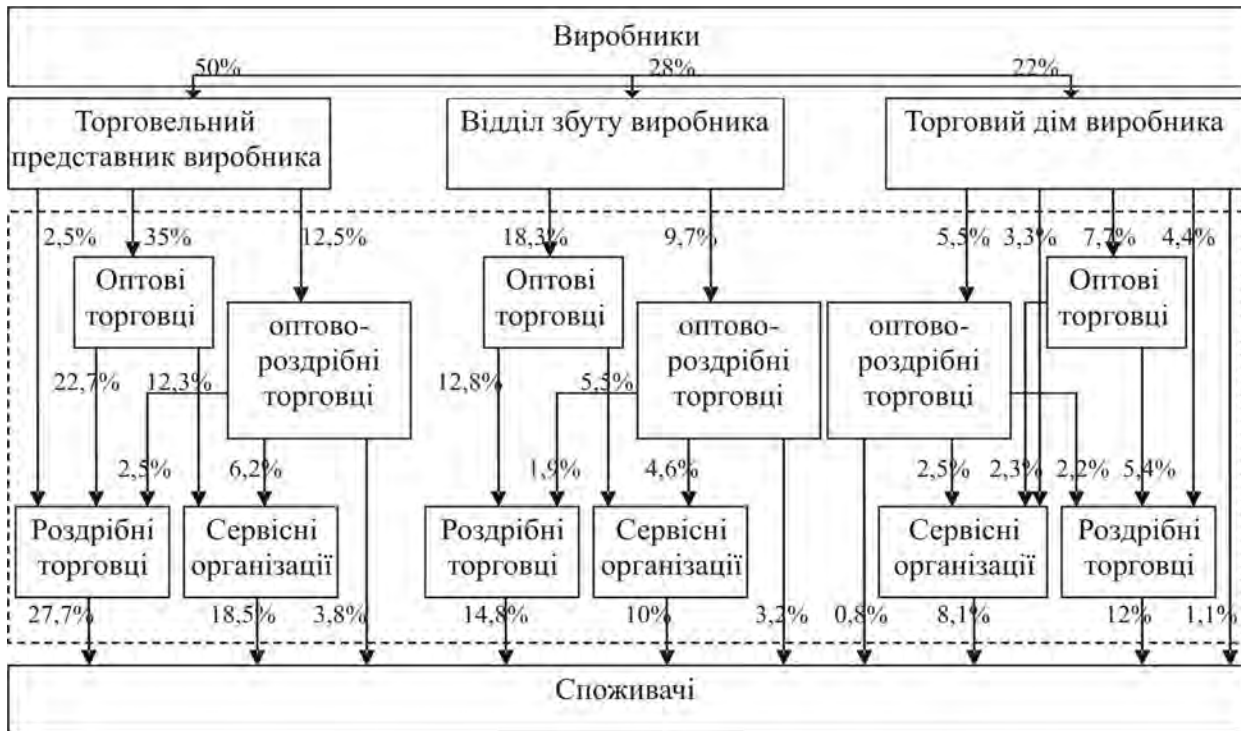 Виробники
50% 28% 22%
Торговельний
представник виробника
Відділ збуту виробника
Торговий дім виробника
2,5% 35% 12,5% 18,3% 9,7% 5,5% 3,3% 7,7% 4,4%
Оптові
торговці
оптово-
роздрібні
торговці
Оптові
торговці
оптово-
роздрібні
торговці
оптово-
роздрібні
торговці
Оптові
торговці
22,7% 12,3% 12,8% 5,5%
2,5% 6,2% 1,9% 4,6% 2,5% 2,3% 2,2% 5,4%
Роздрібні
торговці
Сервісні
організації
Роздрібні
торговці
Сервісні
організації
Сервісні
організації
Роздрібні
торговці
27,7% 18,5% 3,8% 14,8% 10% 3,2% 0,8% 8,1% 12% 1,1%
Споживачі